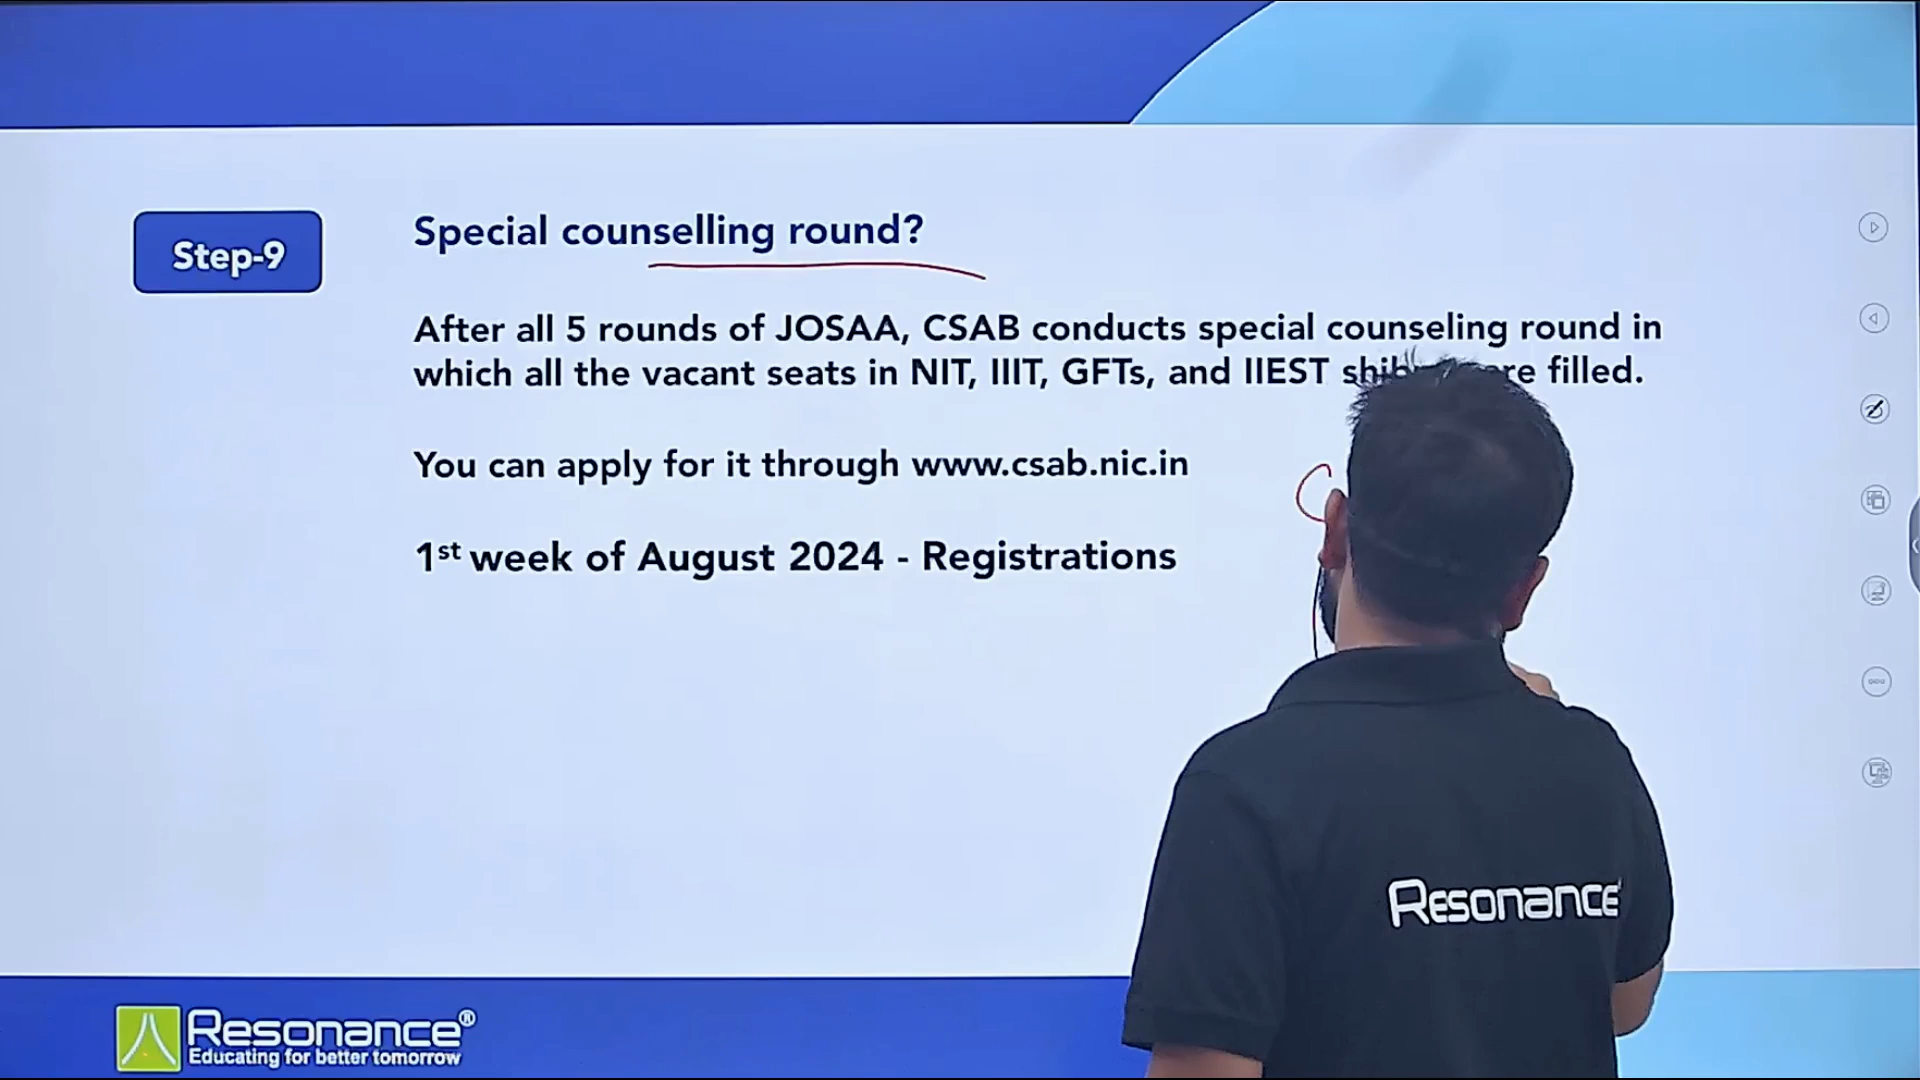 Step-9
Special counselling round?
After all 5 rounds of JOSAA, CSAB conducts special counseling round in
which all the vacant seats in NIT, IIIT, GFTs, and IIEST filled.
You can apply for it through www.csab.nic.in
1st week of August 2024 - Registrations
Resonance
Resonance®
Educating for better tomorrow